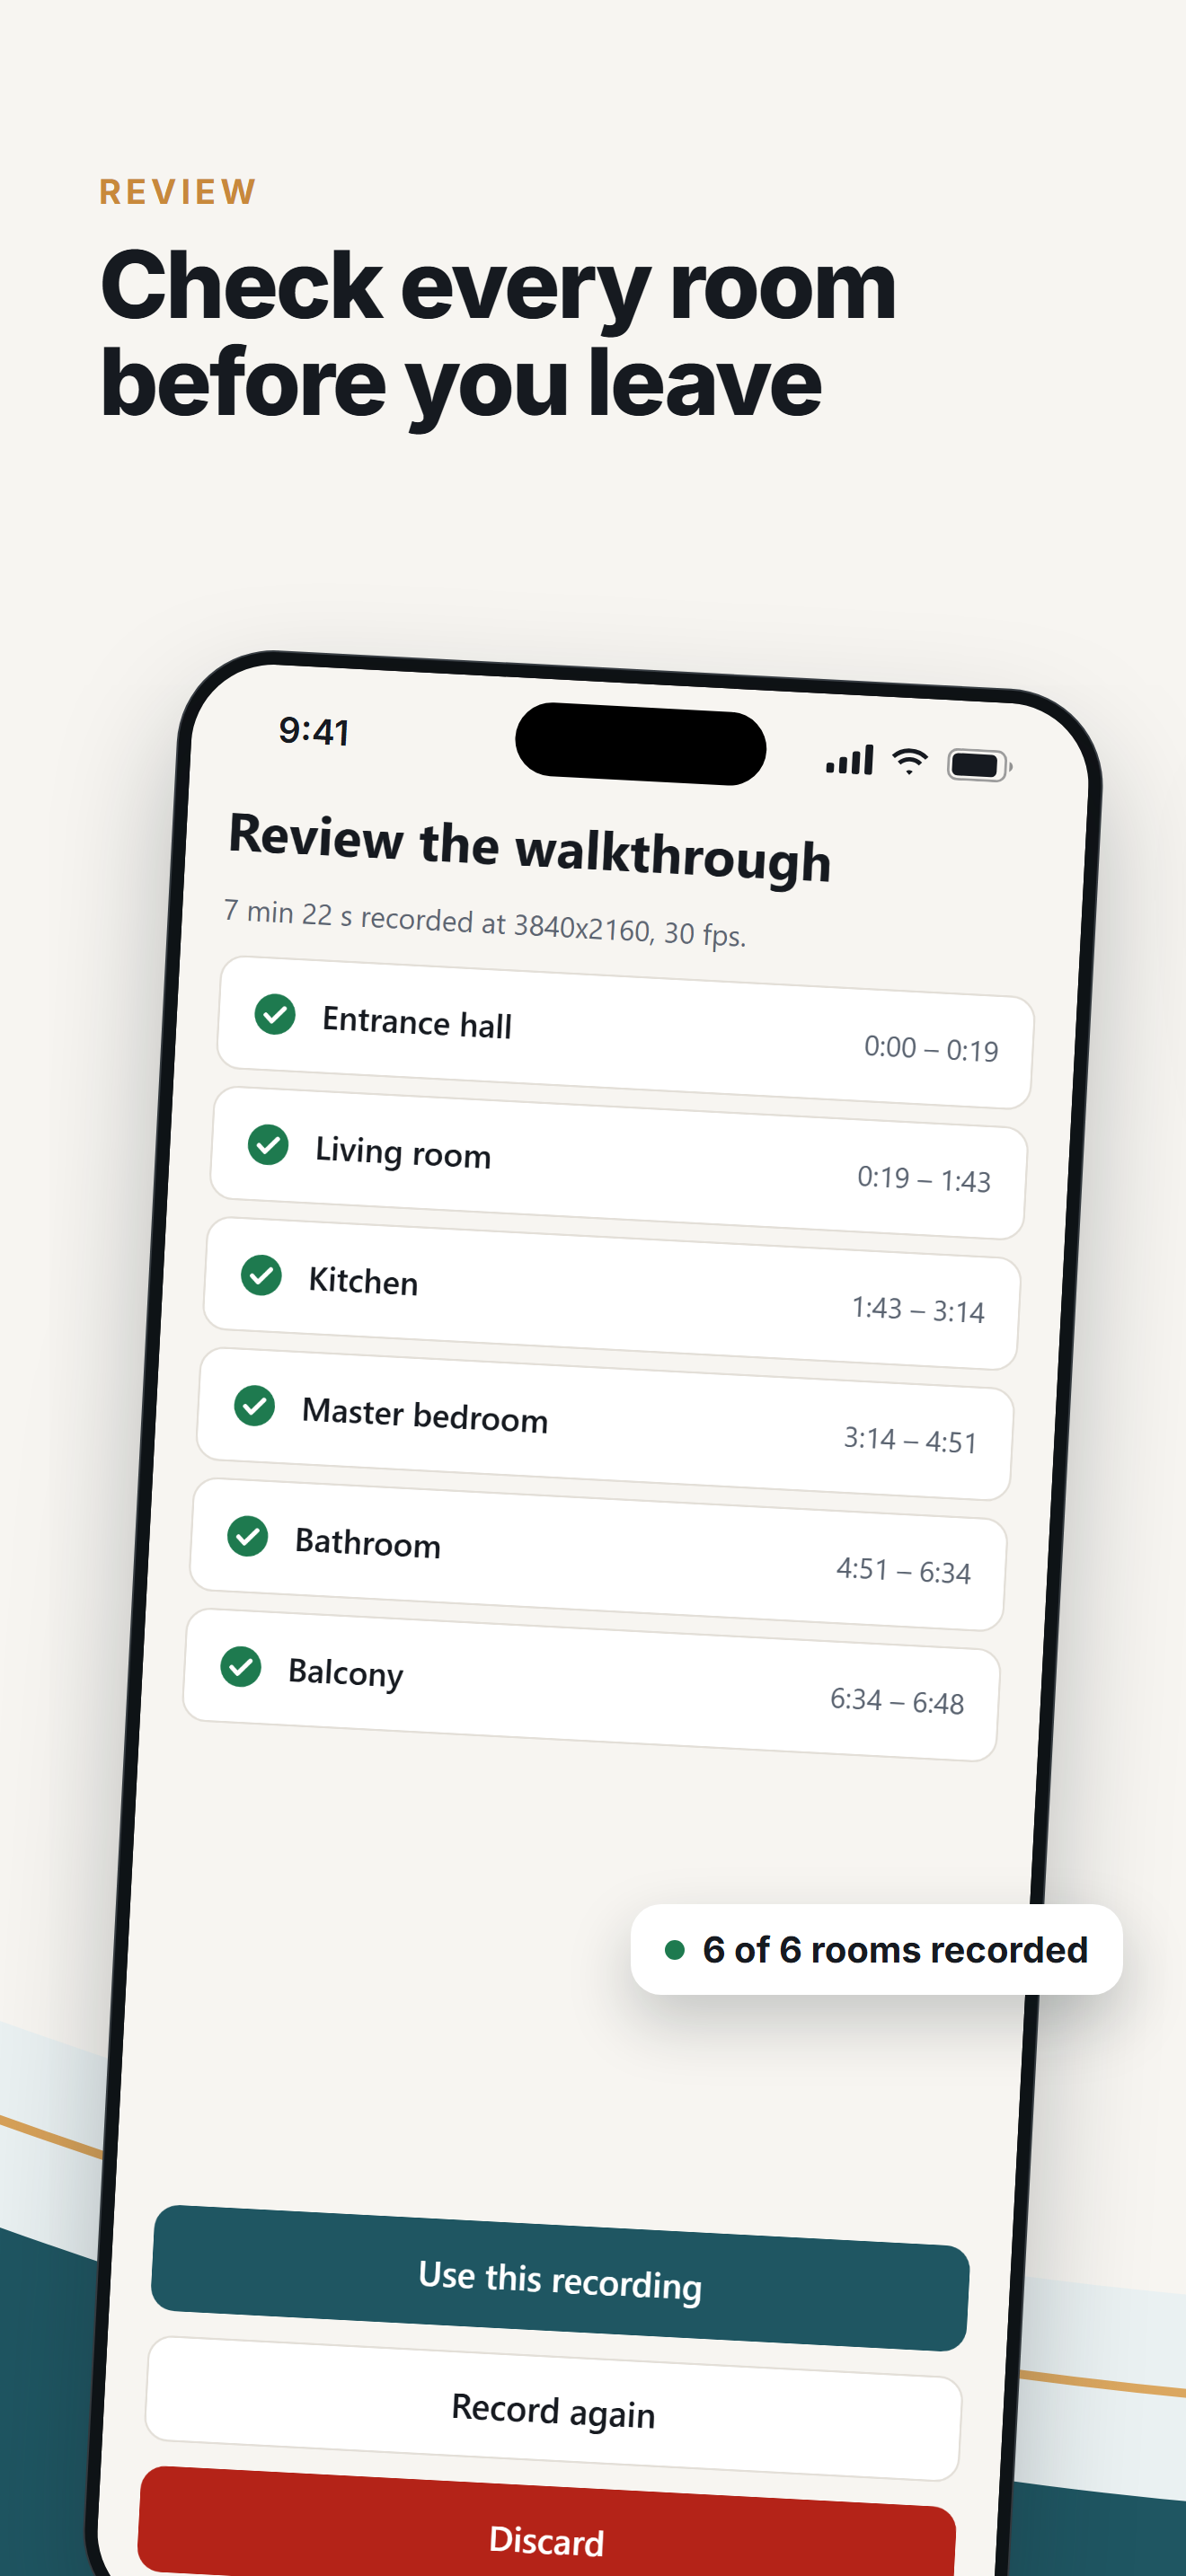 REVIEW
Check every room
before you leave
9:41
Review the walkthrough
7 min 22 s recorded at 3840x2160, 30 fps.
Entrance hall 0:00 – 0:19
Living room 0:19 – 1:43
Kitchen 1:43 – 3:14
Master bedroom 3:14 – 4:51
Bathroom 4:51 – 6:34
Balcony 6:34 – 6:48
6 of 6 rooms recorded
Use this recording
Record again
Discard